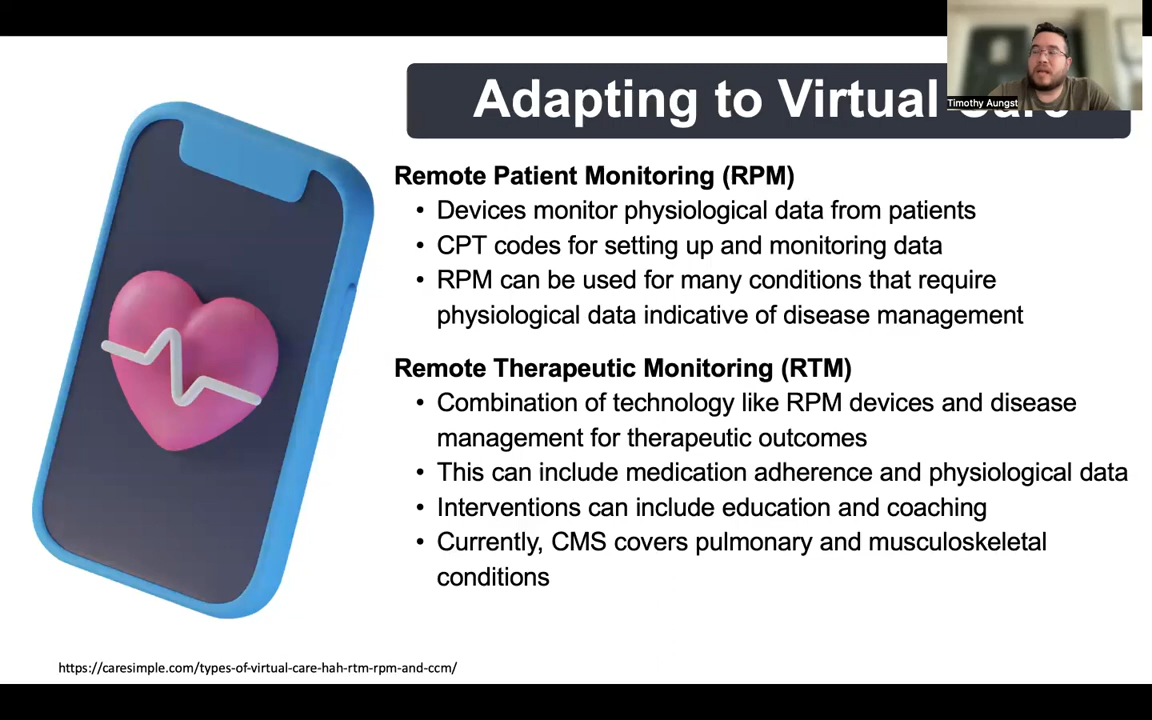 Adapting to Virtual Care
Timothy Aungst
Remote Patient Monitoring (RPM)
• Devices monitor physiological data from patients
• CPT codes for setting up and monitoring data
• RPM can be used for many conditions that require
physiological data indicative of disease management
Remote Therapeutic Monitoring (RTM)
• Combination of technology like RPM devices and disease
management for therapeutic outcomes
• This can include medication adherence and physiological data
• Interventions can include education and coaching
• Currently, CMS covers pulmonary and musculoskeletal
conditions
https://caresimple.com/types-of-virtual-care-hah-rtm-rpm-and-ccm/